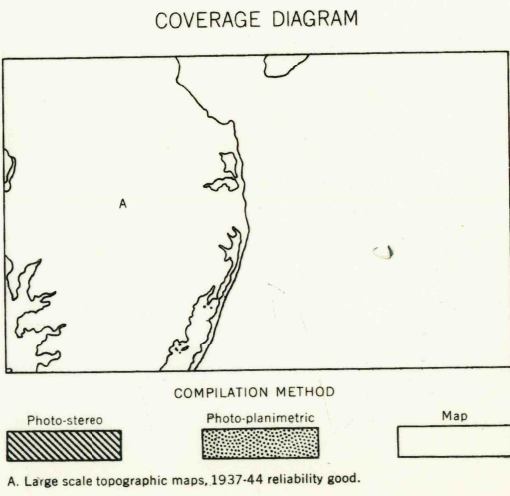 COVERAGE DIAGRAM
A
COMPILATION METHOD
Photo-stereo Photo-planimetric Map
A. Large scale topographic maps, 1937-44 reliability good.